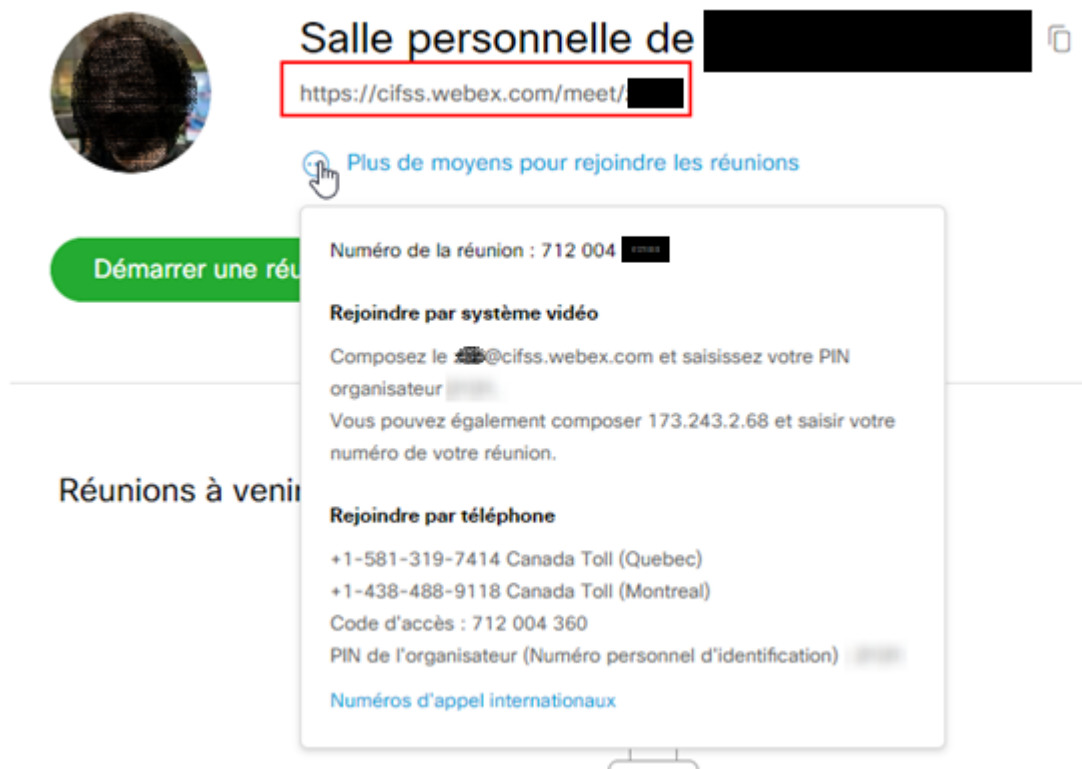 Salle personnelle de
https://cifss.webex.com/meet/
Plus de moyens pour rejoindre les réunions
Démarrer une réu
Numéro de la réunion : 712 004
Rejoindre par système vidéo
Composez le @cifss.webex.com et saisissez votre PIN
organisateur
Vous pouvez également composer 173.243.2.68 et saisir votre
numéro de votre réunion.
Réunions à venir
Rejoindre par téléphone
+1-581-319-7414 Canada Toll (Quebec)
+1-438-488-9118 Canada Toll (Montreal)
Code d'accès : 712 004 360
PIN de l'organisateur (Numéro personnel d'identification) :
Numéros d'appel internationaux